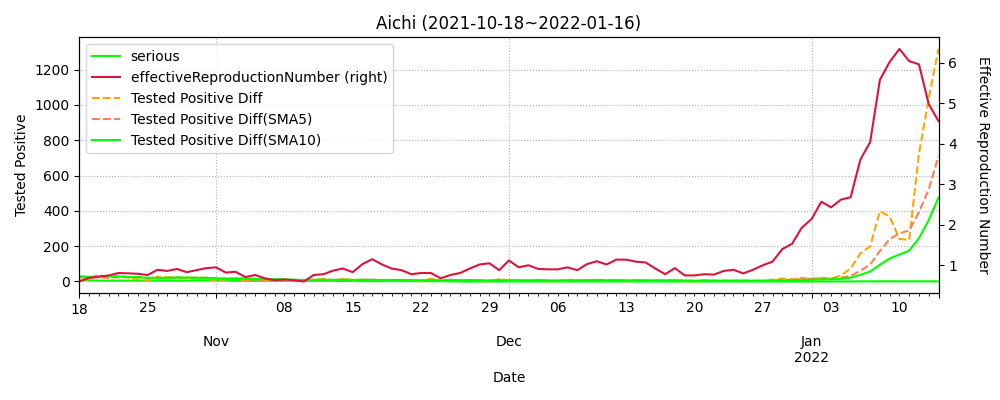 Aichi (2021-10-18~2022-01-16)
serious
effectiveReproductionNumber (right)
Tested Positive Diff
Tested Positive Diff(SMA5)
Tested Positive Diff(SMA10)
Tested Positive
1200
1000
800
600
400
200
0
Effective Reproduction Number
6
5
4
3
2
1
18 25 08 15 22 29 06 13 20 27 03 10
Nov Dec Jan
2022
Date